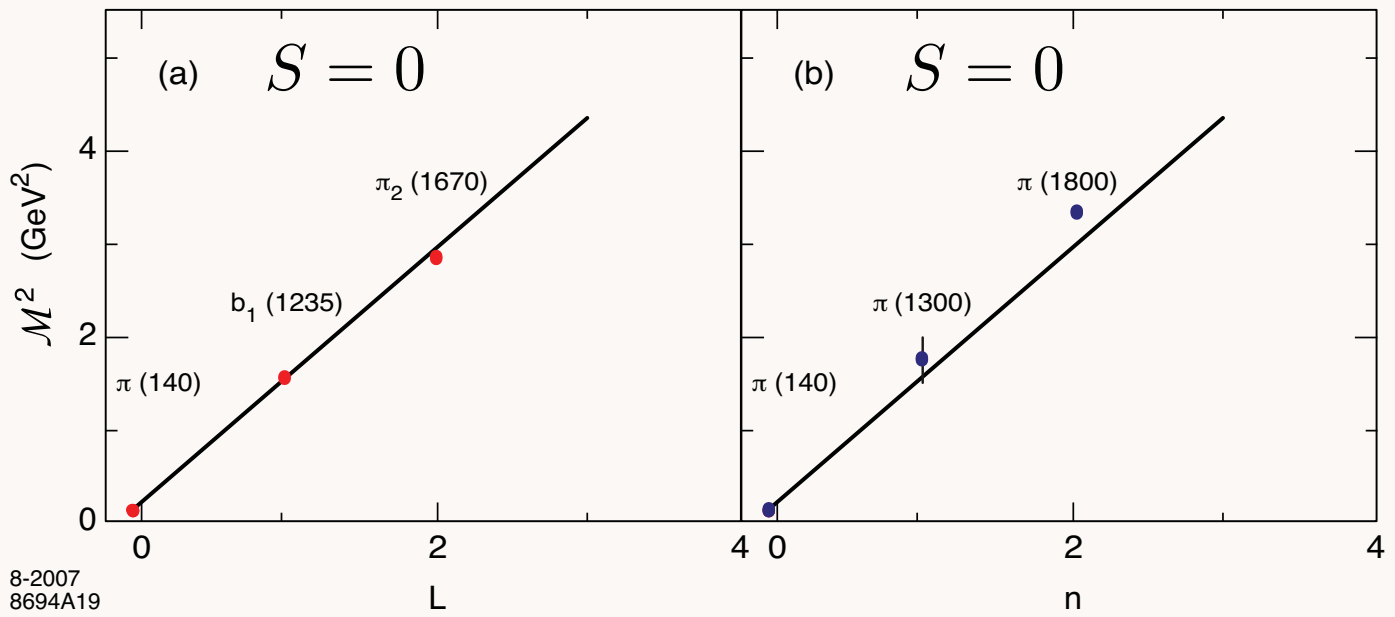 (a) S = 0
(b) S = 0
ℳ² (GeV²)
4
2
0
π₂ (1670)
b₁ (1235)
π (140)
π (1800)
π (1300)
π (140)
0 2 4 0 2 4
L
n
8-2007
8694A19